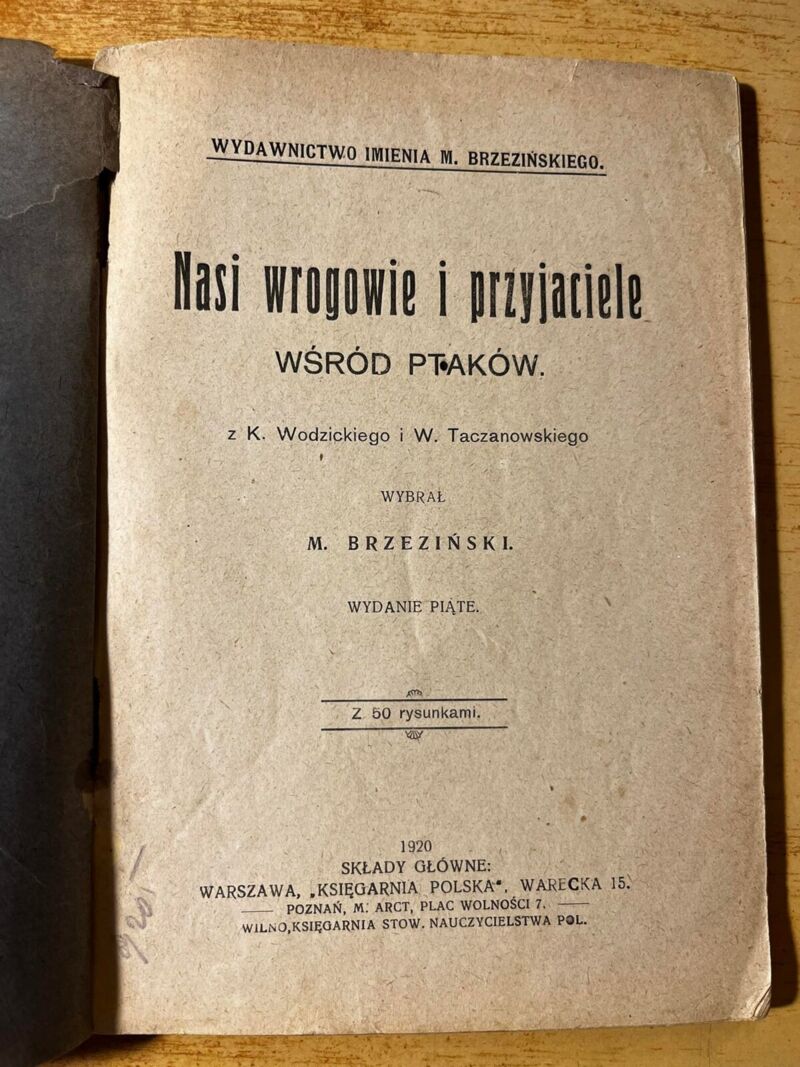 WYDAWNICTWO IMIENIA M. BRZEZIŃSKIEGO.
Nasi wrogowie i przyjaciele
WŚRÓD PTAKÓW.
z K. Wodzickiego i W. Taczanowskiego
WYBRAŁ
M. BRZEZIŃSKI.
WYDANIE PIĄTE.
Z 50 rysunkami.
1920
SKŁADY GŁÓWNE:
WARSZAWA, „KSIĘGARNIA POLSKA", WARECKA 15.
POZNAŃ, M. ARCT, PLAC WOLNOŚCI 7.
WILNO, KSIĘGARNIA STOW. NAUCZYCIELSTWA POL.